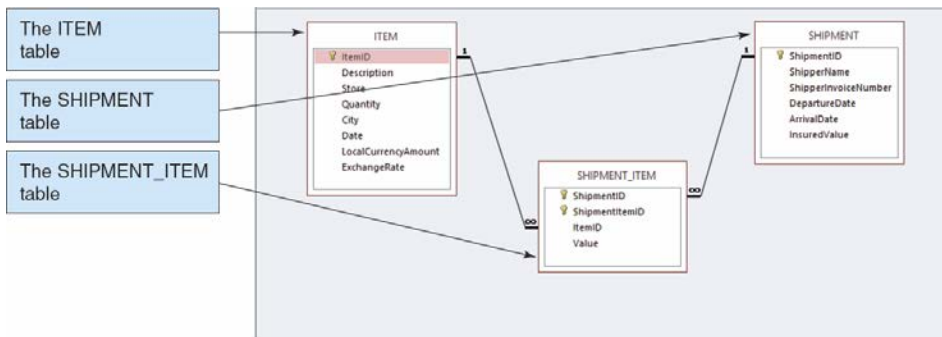 The ITEM
table
The SHIPMENT
table
The SHIPMENT_ITEM
table
ITEM
ItemID
Description
Store
Quantity
City
Date
LocalCurrencyAmount
ExchangeRate
1
∞
SHIPMENT_ITEM
ShipmentID
ShipmentItemID
ItemID
Value
∞
1
SHIPMENT
ShipmentID
ShipperName
ShipperInvoiceNumber
DepartureDate
ArrivalDate
InsuredValue